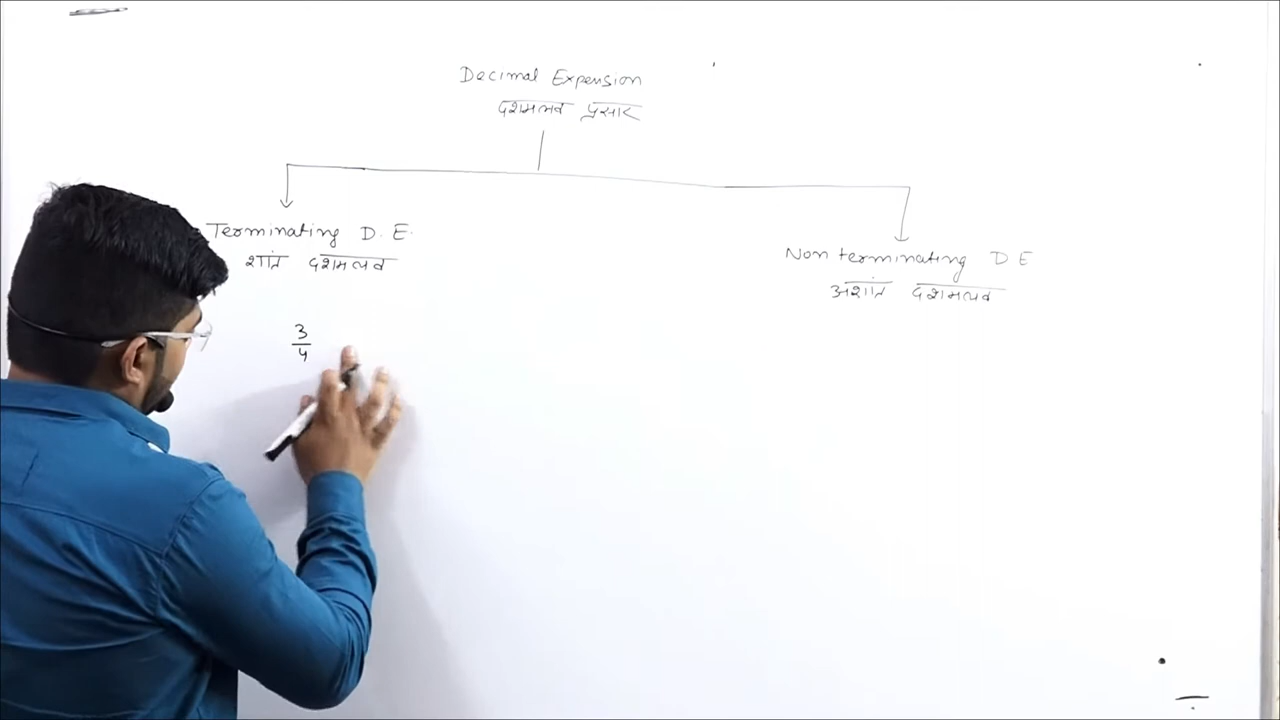 Decimal Expension
दशमलव प्रसार
Terminating D. E.
शांत दशमलव
Non terminating D E
अशांत दशमलव
3
4